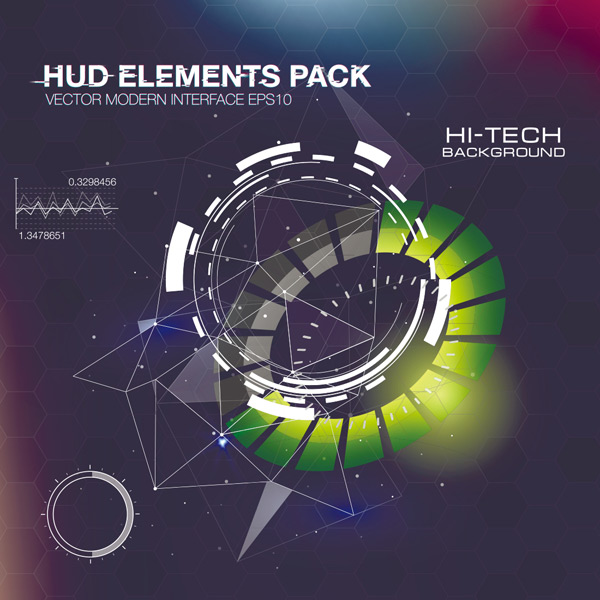 HUD ELEMENTS PACK
VECTOR MODERN INTERFACE EPS10
HI-TECH
BACKGROUND
0.3298456
1.3478651